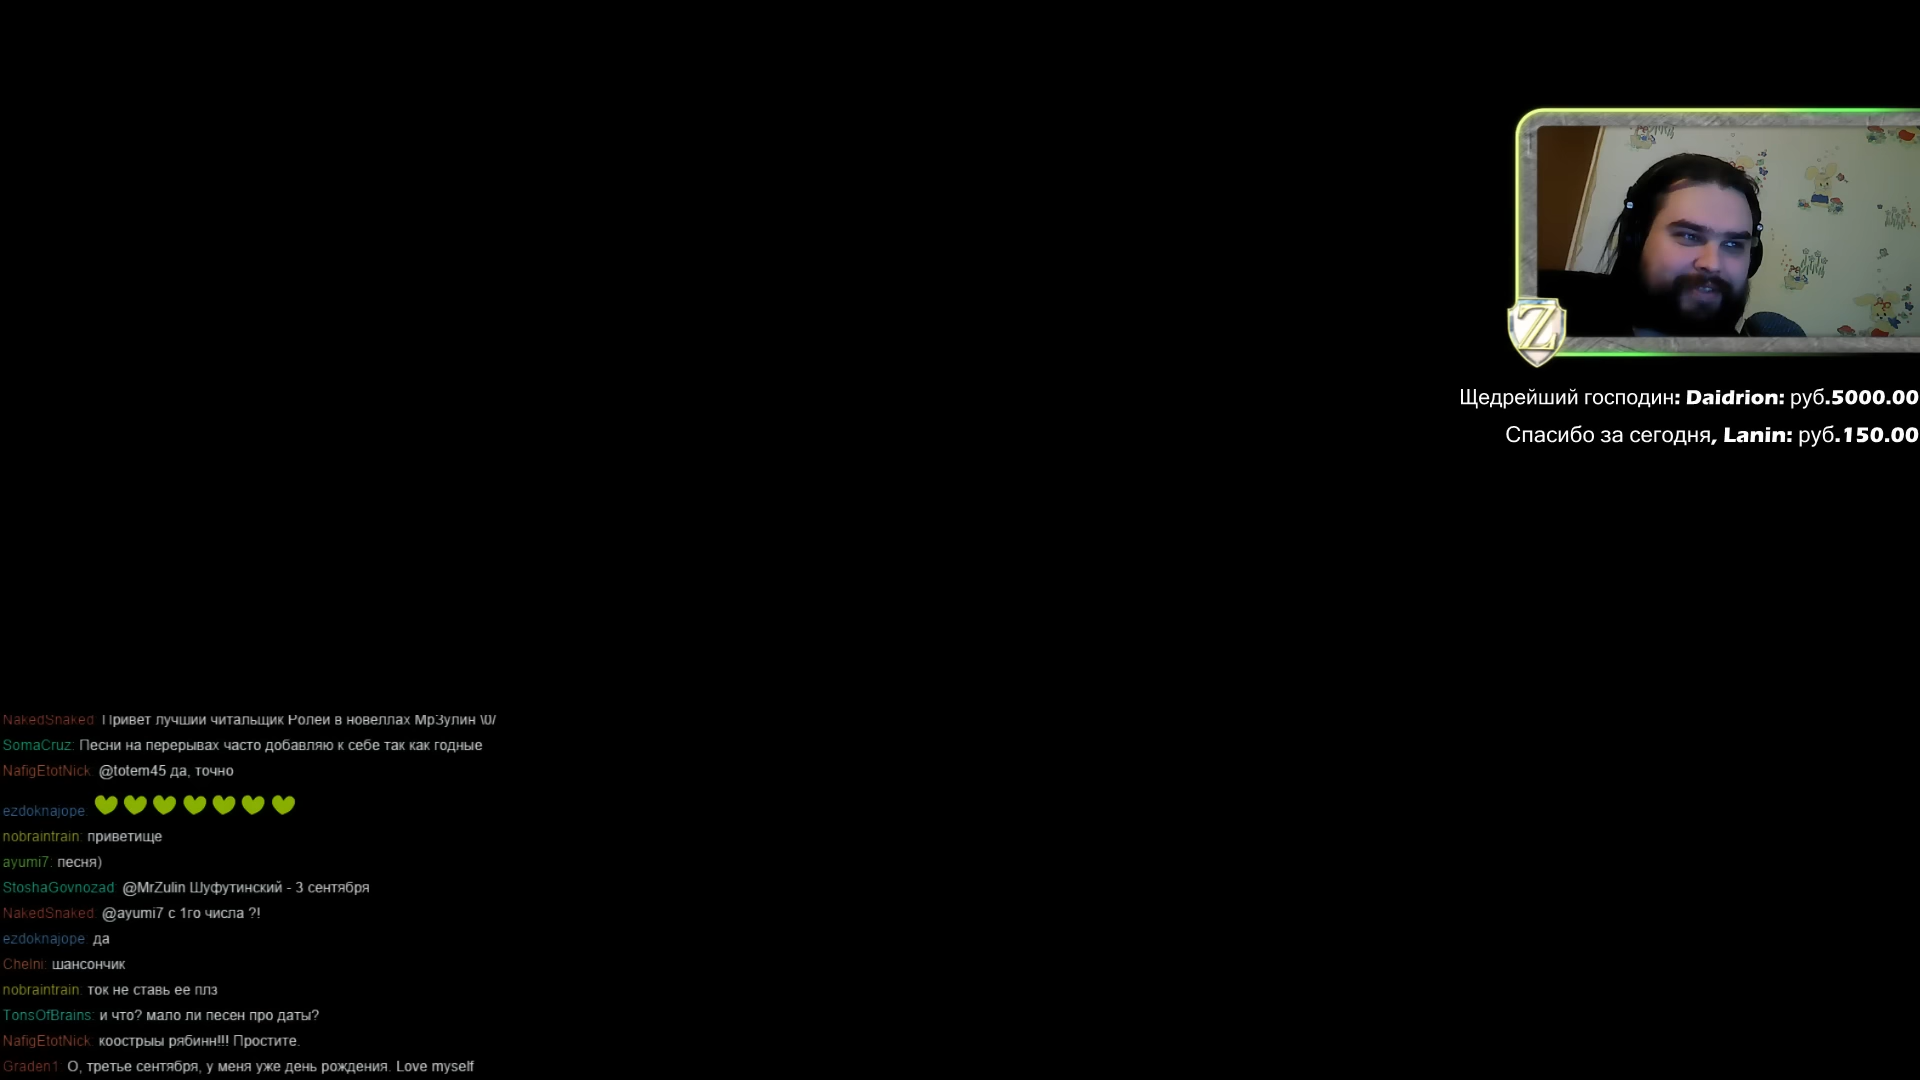 Z
Щедрейший господин: Daidrion: руб.5000.00
Спасибо за сегодня, Lanin: руб.150.00
NakedSnaked: Привет лучший читальщик Ролей в новеллах МрЗулин \0/
SomaCruz: Песни на перерывах часто добавляю к себе так как годные
NafigEtotNick: @totem45 да, точно
ezdoknajope:
nobraintrain: приветище
ayumi7: песня)
StoshaGovnozad: @MrZulin Шуфутинский - 3 сентября
NakedSnaked: @ayumi7 с 1го числа ?!
ezdoknajope: да
Chelni: шансончик
nobraintrain: ток не ставь ее плз
TonsOfBrains: и что? мало ли песен про даты?
NafigEtotNick: коострыы рябинн!!! Простите.
Graden1: О, третье сентября, у меня уже день рождения. Love myself